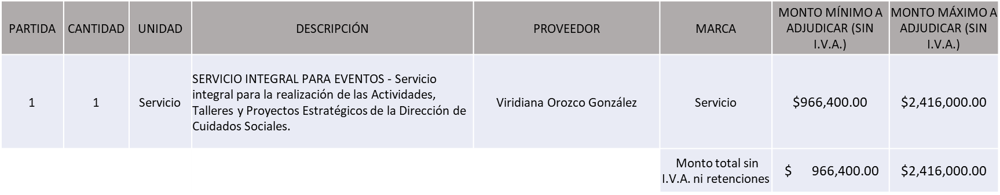 PARTIDA
CANTIDAD
UNIDAD
DESCRIPCIÓN
PROVEEDOR
MARCA
MONTO MÍNIMO A
ADJUDICAR (SIN
I.V.A.)
MONTO MÁXIMO A
ADJUDICAR (SIN
I.V.A.)
1
1
Servicio
SERVICIO INTEGRAL PARA EVENTOS - Servicio
integral para la realización de las Actividades,
Talleres y Proyectos Estratégicos de la Dirección de
Cuidados Sociales.
Viridiana Orozco González
Servicio
$966,400.00
$2,416,000.00
Monto total sin
I.V.A. ni retenciones
$ 966,400.00
$2,416,000.00